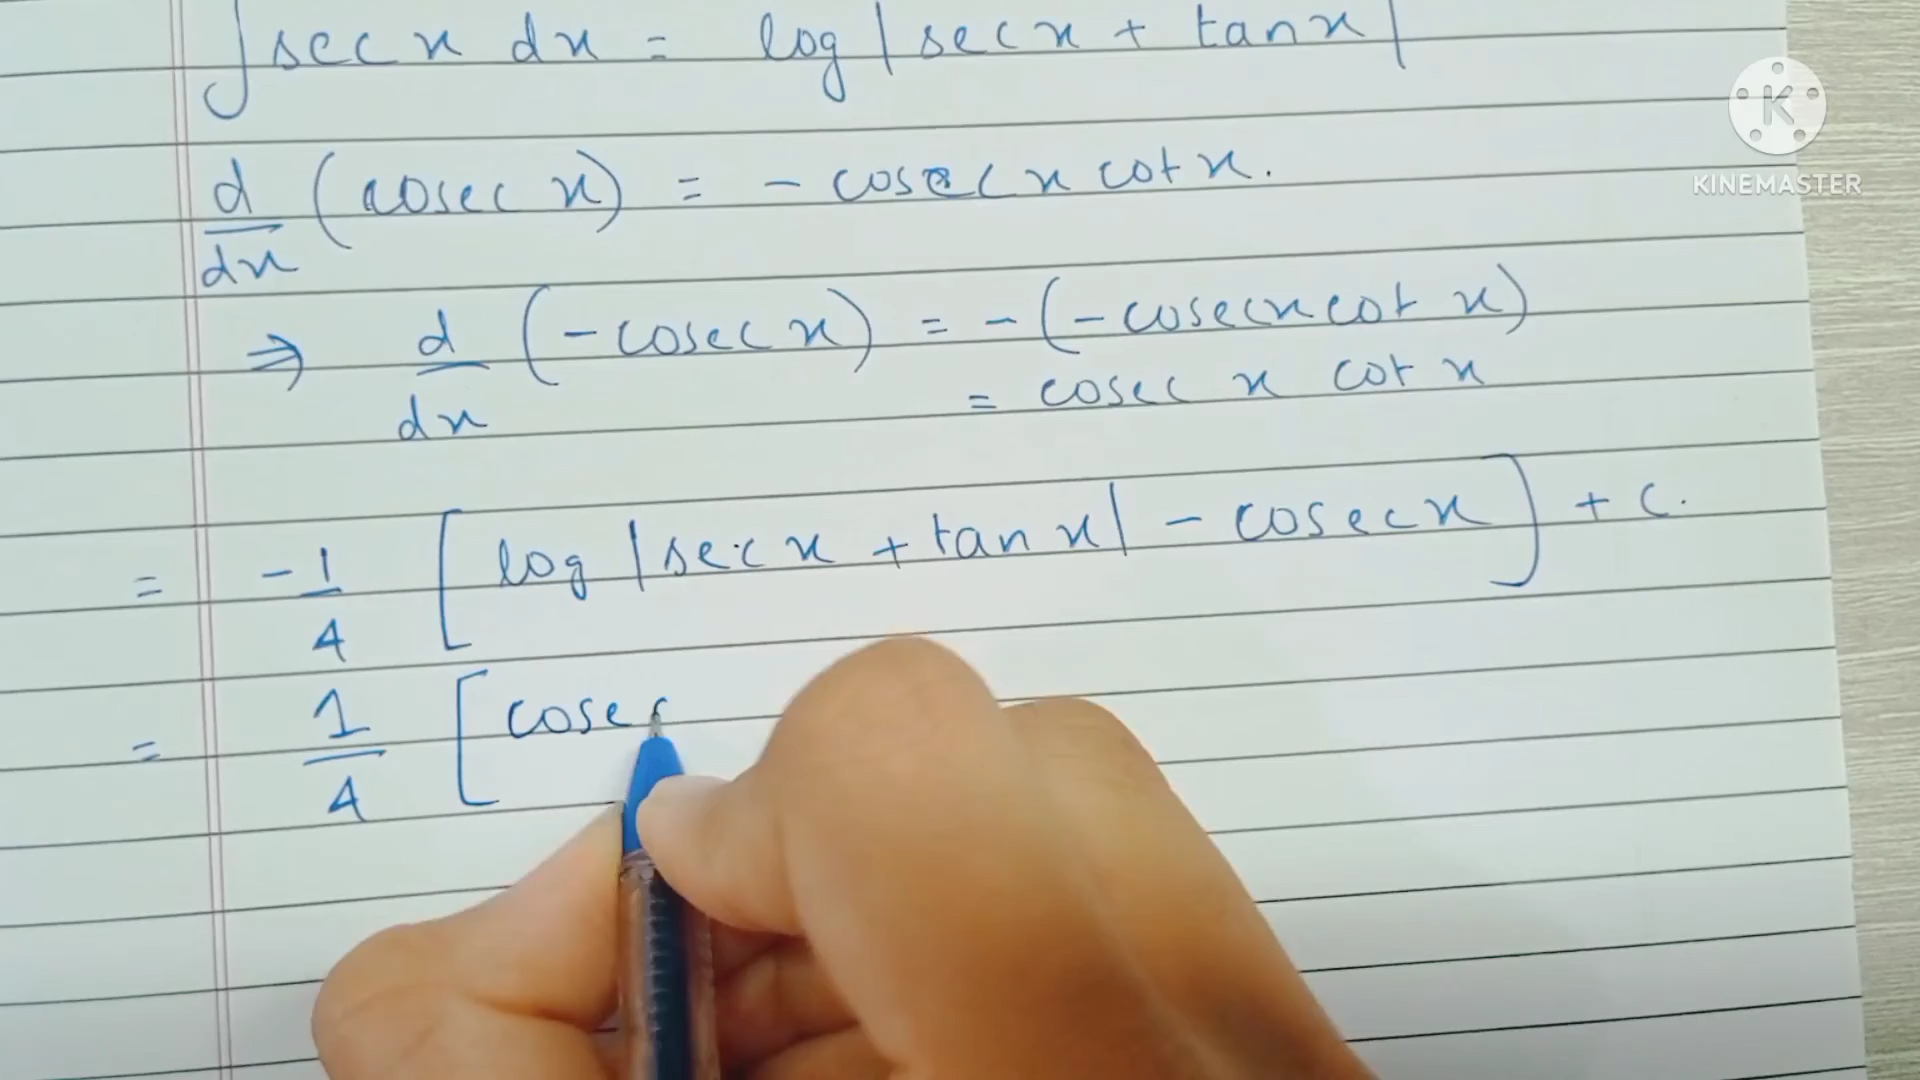 ∫ sec x dx = log | sec x + tan x |
d/dx (cosec x) = - cosec x cot x.
K
KINEMASTER
⇒ d/dx (- cosec x) = - (- cosec x cot x)
= cosec x cot x
= -1/4 [ log | sec x + tan x | - cosec x ] + c.
= 1/4 [ cosec